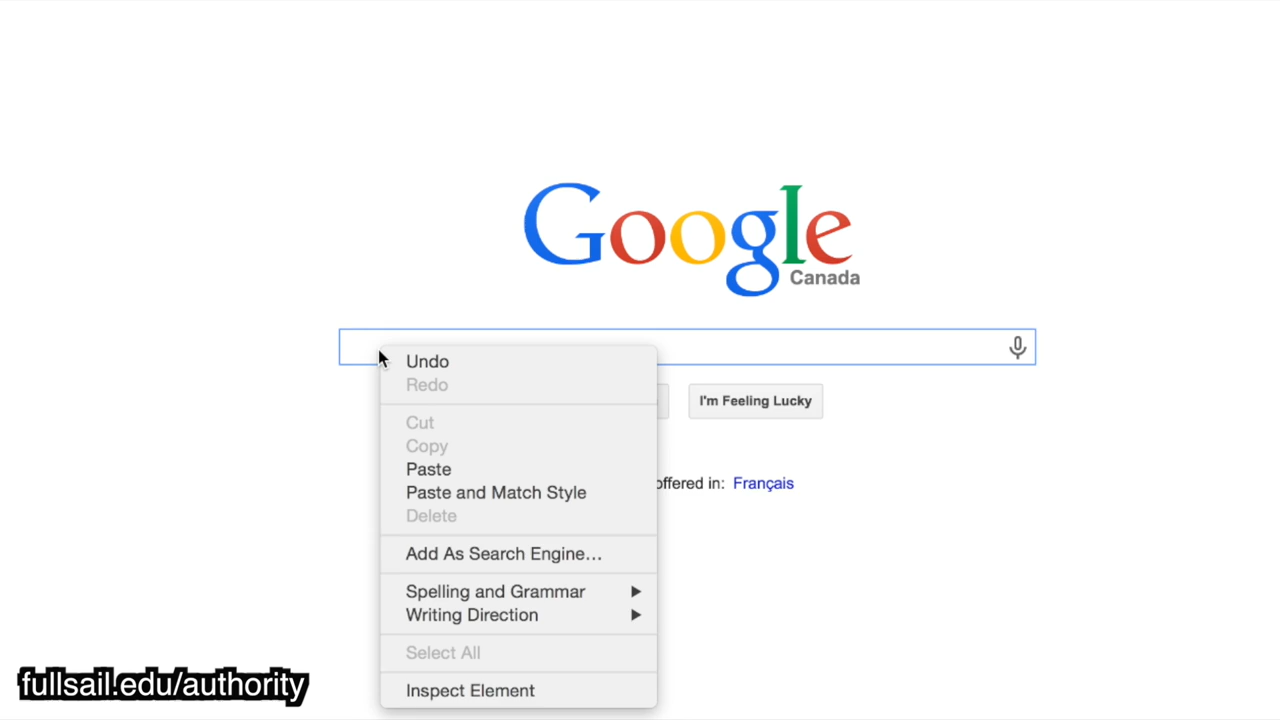 Google
Canada
Undo
Redo
I'm Feeling Lucky
Cut
Copy
Paste
offered in: Français
Paste and Match Style
Delete
Add As Search Engine…
Spelling and Grammar
Writing Direction
Select All
fullsail.edu/authority
Inspect Element